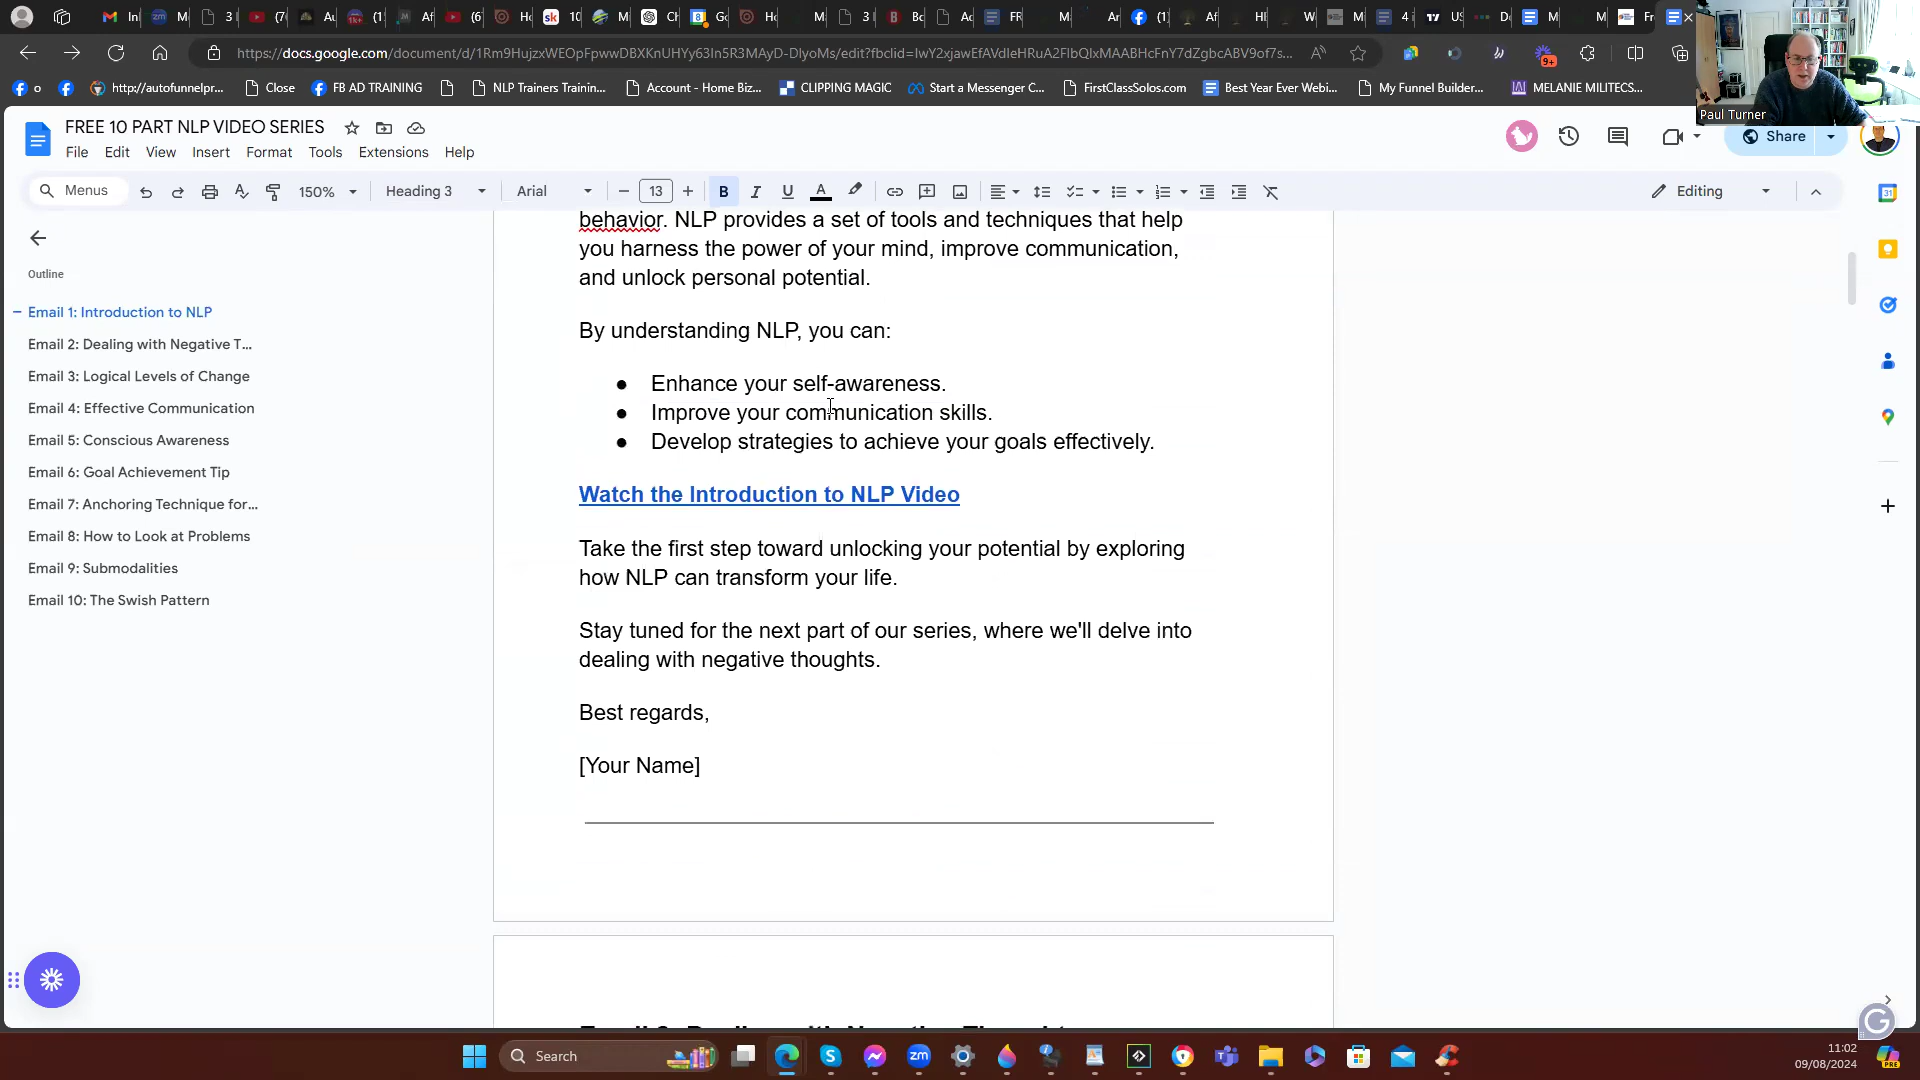 https://docs.google.com/document/d/1Rm9HujzxWEOpFpwwDBXKnUHYy63In5R3MAyD-DlyoMs/edit?fbclid=IwY2xjawEfAVdleHRuA2FlbQIxMAABHcFnY7dZgbcABV9of7s...
http://autofunnelpr...
Close
FB AD TRAINING
NLP Trainers Trainin...
Account - Home Biz...
CLIPPING MAGIC
Start a Messenger C...
FirstClassSolos.com
Best Year Ever Webi...
My Funnel Builder...
MELANIE MILITECS...
Paul Turner
FREE 10 PART NLP VIDEO SERIES
File Edit View Insert Format Tools Extensions Help
Share
Menus
150%
Heading 3
Arial
13
Editing
Outline
Email 1: Introduction to NLP
Email 2: Dealing with Negative T...
Email 3: Logical Levels of Change
Email 4: Effective Communication
Email 5: Conscious Awareness
Email 6: Goal Achievement Tip
Email 7: Anchoring Technique for...
Email 8: How to Look at Problems
Email 9: Submodalities
Email 10: The Swish Pattern
behavior. NLP provides a set of tools and techniques that help
you harness the power of your mind, improve communication,
and unlock personal potential.
By understanding NLP, you can:
● Enhance your self-awareness.
● Improve your communication skills.
● Develop strategies to achieve your goals effectively.
Watch the Introduction to NLP Video
Take the first step toward unlocking your potential by exploring
how NLP can transform your life.
Stay tuned for the next part of our series, where we'll delve into
dealing with negative thoughts.
Best regards,
[Your Name]
Search
11:02
09/08/2024